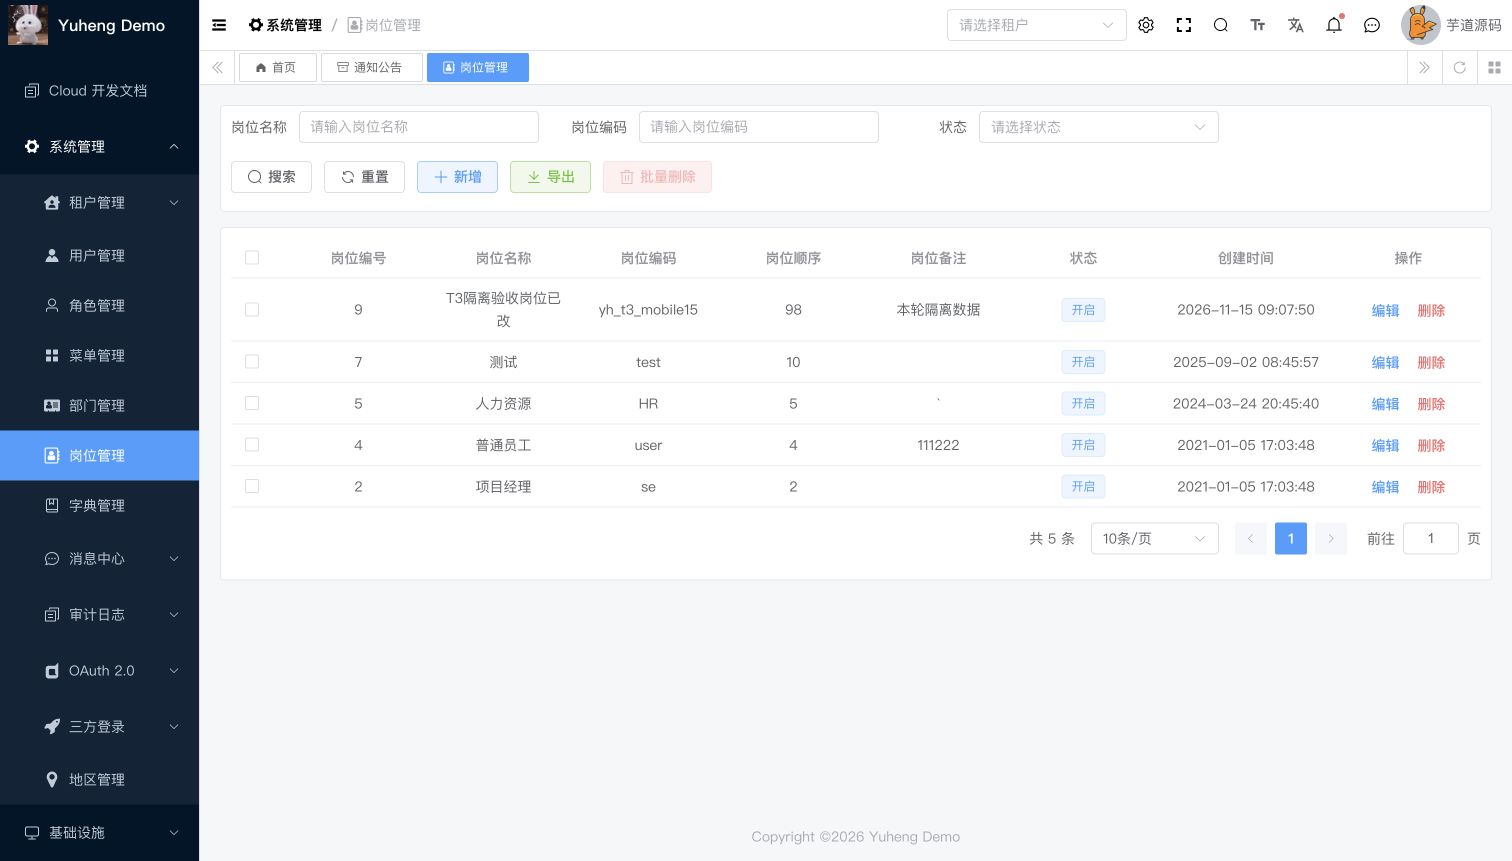 Yuheng Demo
系统管理 / 岗位管理
请选择租户
芋道源码
首页
通知公告
岗位管理
Cloud 开发文档
系统管理
租户管理
用户管理
角色管理
菜单管理
部门管理
岗位管理
字典管理
消息中心
审计日志
OAuth 2.0
三方登录
地区管理
基础设施
岗位名称 请输入岗位名称 岗位编码 请输入岗位编码 状态 请选择状态
搜索 重置 新增 导出 批量删除
岗位编号 岗位名称 岗位编码 岗位顺序 岗位备注 状态 创建时间 操作
9 T3隔离验收岗位已改 yh_t3_mobile15 98 本轮隔离数据 开启 2026-11-15 09:07:50 编辑 删除
7 测试 test 10 开启 2025-09-02 08:45:57 编辑 删除
5 人力资源 HR 5 ` 开启 2024-03-24 20:45:40 编辑 删除
4 普通员工 user 4 111222 开启 2021-01-05 17:03:48 编辑 删除
2 项目经理 se 2 开启 2021-01-05 17:03:48 编辑 删除
共 5 条 10条/页 1 前往 1 页
Copyright ©2026 Yuheng Demo